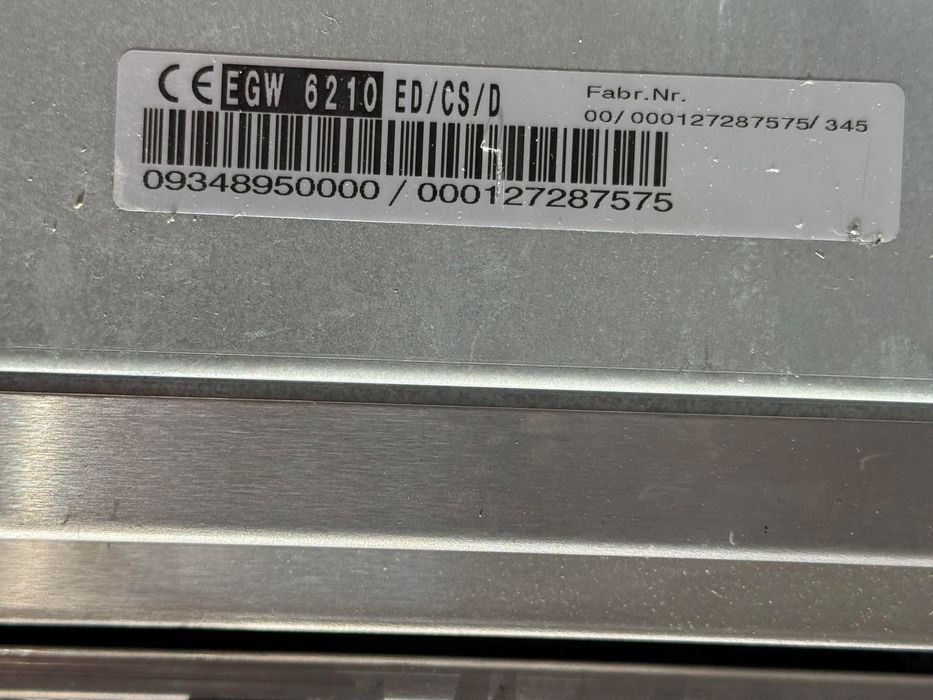 CE EGW 6210 ED/CS/D
Fabr.Nr.
00/ 000127287575/ 345
09348950000 / 000127287575